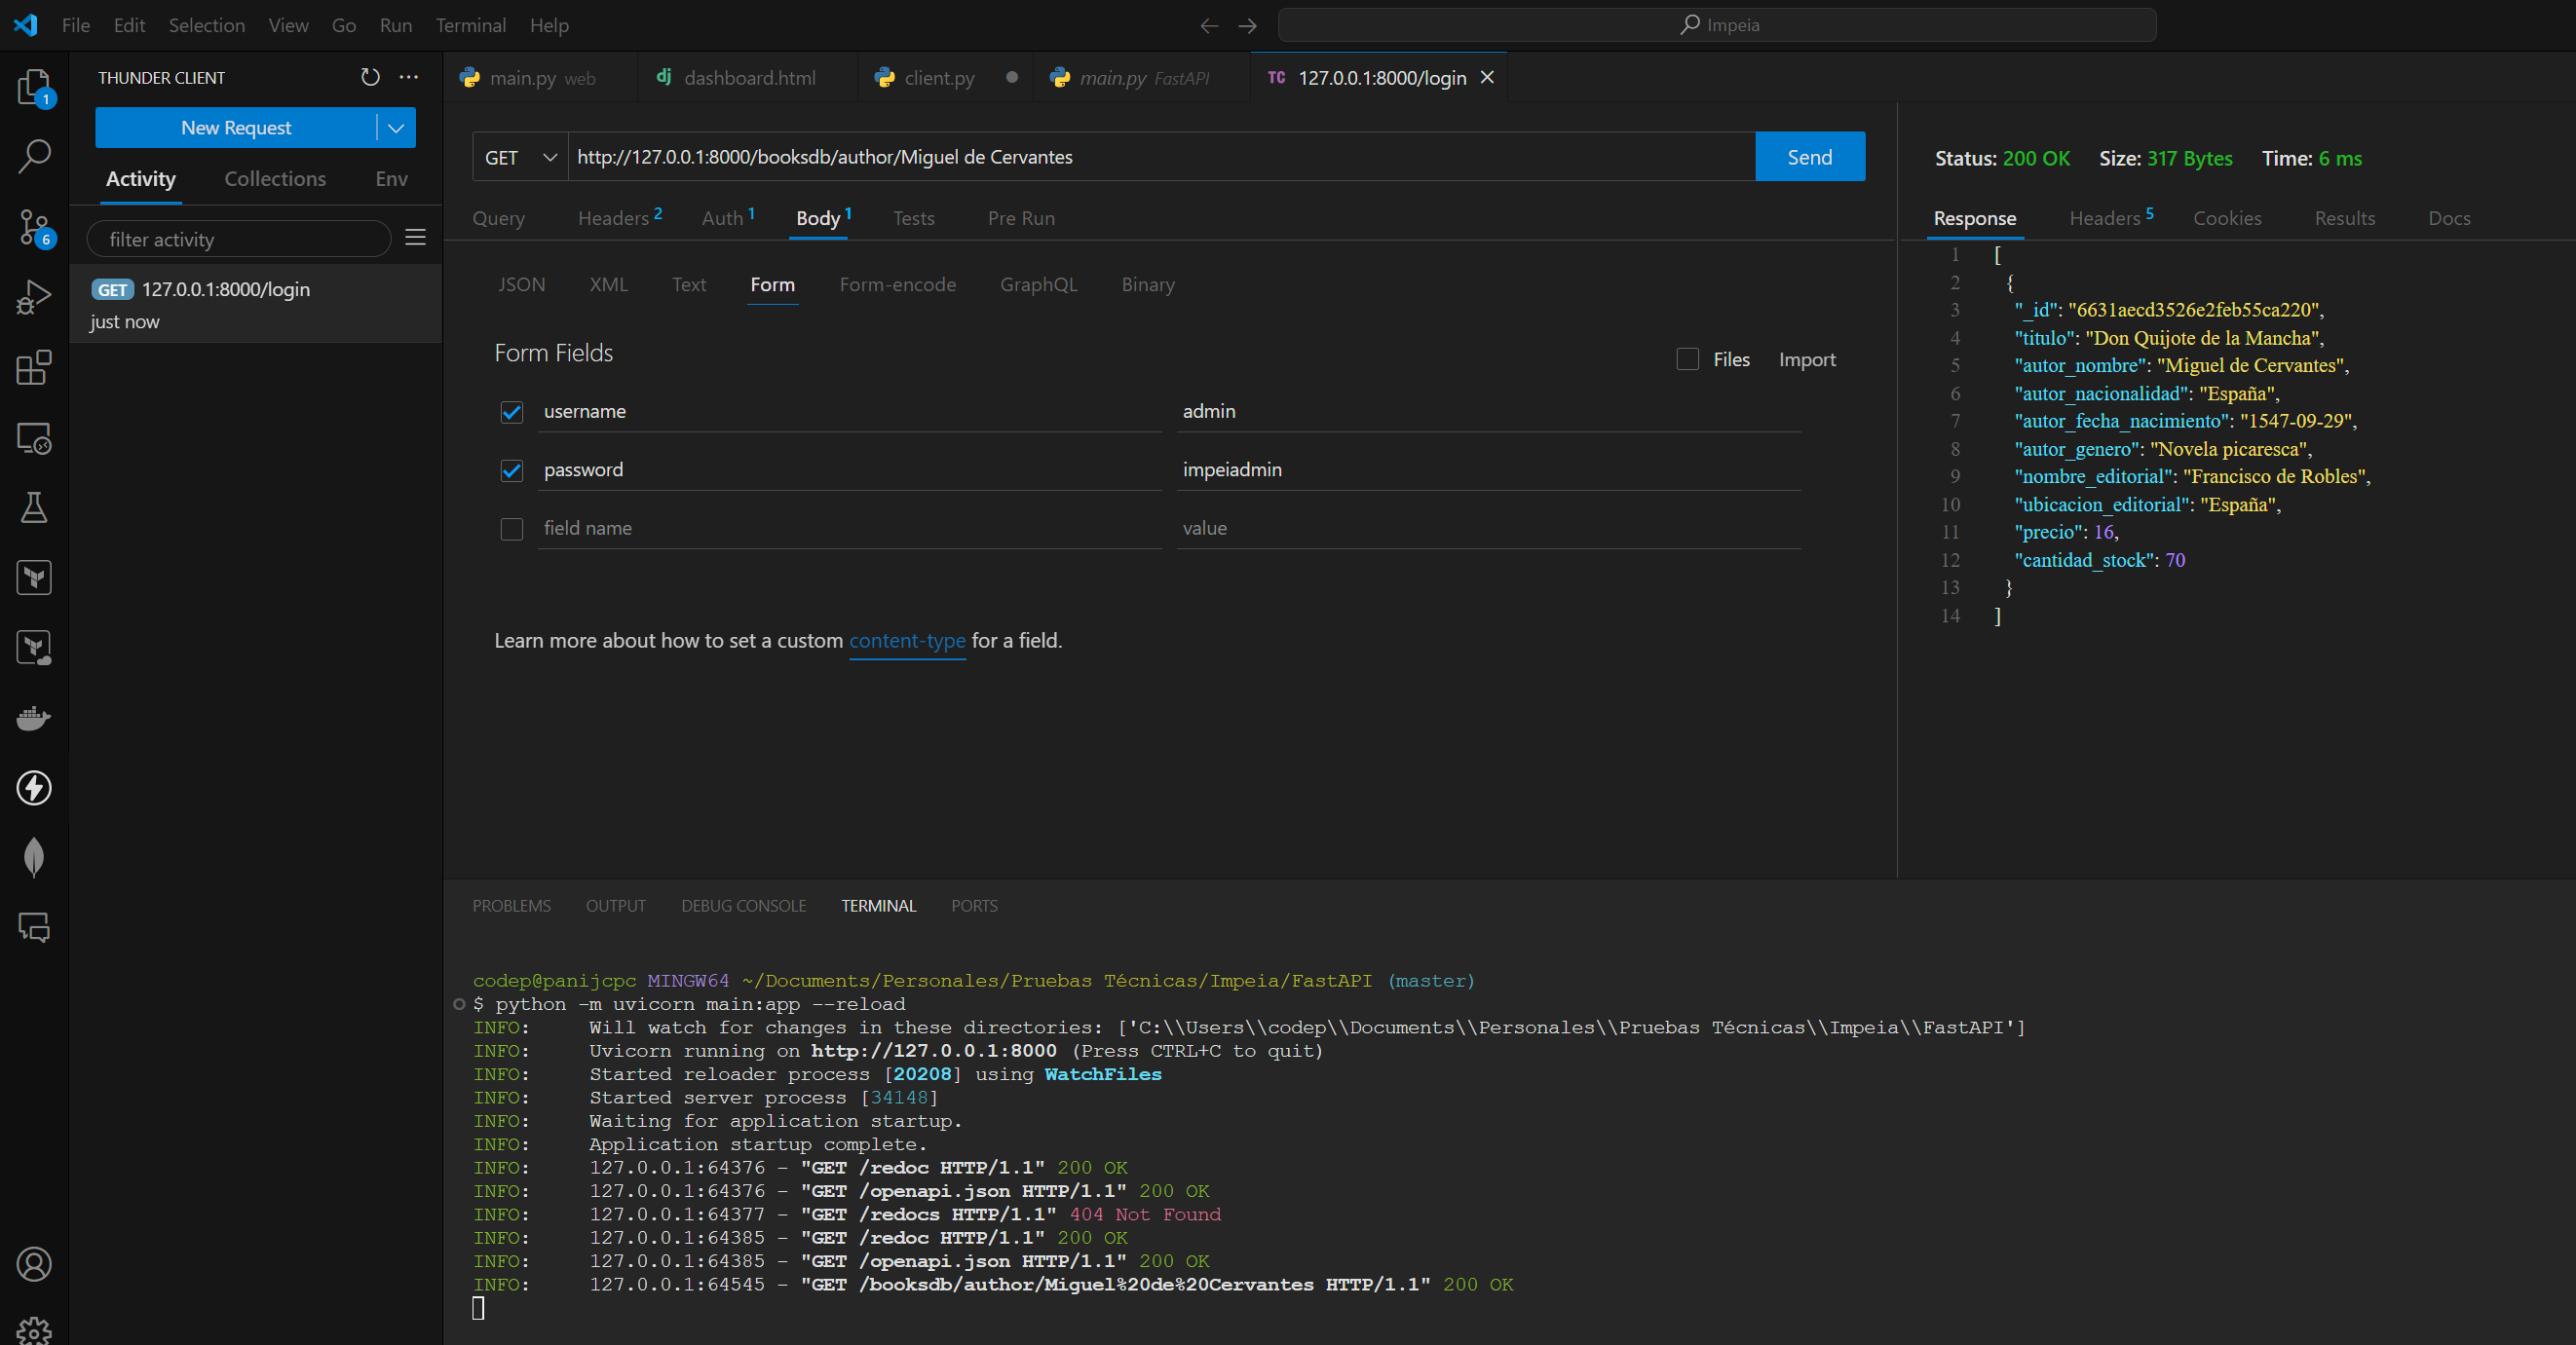 File Edit Selection View Go Run Terminal Help
Impeia
THUNDER CLIENT
New Request
Activity Collections Env
filter activity
GET 127.0.0.1:8000/login
just now
1
6
main.py web
dashboard.html
client.py
main.py FastAPI
TC 127.0.0.1:8000/login
GET http://127.0.0.1:8000/booksdb/author/Miguel de Cervantes Send
Query Headers 2 Auth 1 Body 1 Tests Pre Run
JSON XML Text Form Form-encode GraphQL Binary
Form Fields
Files Import
username admin
password impeiadmin
field name value
Learn more about how to set a custom content-type for a field.
Status: 200 OK Size: 317 Bytes Time: 6 ms
Response Headers 5 Cookies Results Docs
1 [
2 {
3 "_id": "6631aecd3526e2feb55ca220",
4 "titulo": "Don Quijote de la Mancha",
5 "autor_nombre": "Miguel de Cervantes",
6 "autor_nacionalidad": "España",
7 "autor_fecha_nacimiento": "1547-09-29",
8 "autor_genero": "Novela picaresca",
9 "nombre_editorial": "Francisco de Robles",
10 "ubicacion_editorial": "España",
11 "precio": 16,
12 "cantidad_stock": 70
13 }
14 ]
PROBLEMS OUTPUT DEBUG CONSOLE TERMINAL PORTS
codep@panijcpc MINGW64 ~/Documents/Personales/Pruebas Técnicas/Impeia/FastAPI (master)
$ python -m uvicorn main:app --reload
INFO: Will watch for changes in these directories: ['C:\\Users\\codep\\Documents\\Personales\\Pruebas Técnicas\\Impeia\\FastAPI']
INFO: Uvicorn running on http://127.0.0.1:8000 (Press CTRL+C to quit)
INFO: Started reloader process [20208] using WatchFiles
INFO: Started server process [34148]
INFO: Waiting for application startup.
INFO: Application startup complete.
INFO: 127.0.0.1:64376 - "GET /redoc HTTP/1.1" 200 OK
INFO: 127.0.0.1:64376 - "GET /openapi.json HTTP/1.1" 200 OK
INFO: 127.0.0.1:64377 - "GET /redocs HTTP/1.1" 404 Not Found
INFO: 127.0.0.1:64385 - "GET /redoc HTTP/1.1" 200 OK
INFO: 127.0.0.1:64385 - "GET /openapi.json HTTP/1.1" 200 OK
INFO: 127.0.0.1:64545 - "GET /booksdb/author/Miguel%20de%20Cervantes HTTP/1.1" 200 OK